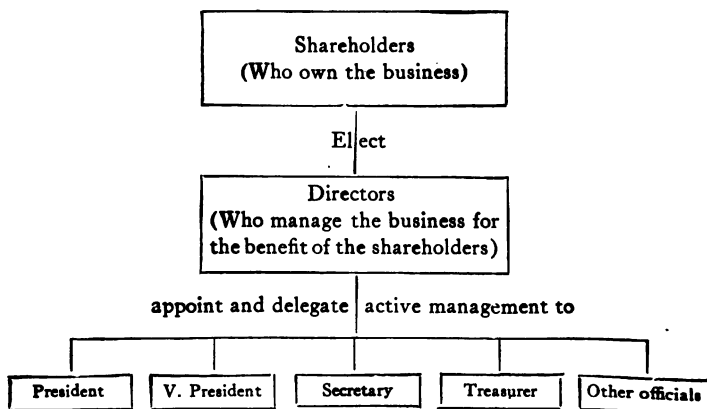 Shareholders
(Who own the business)
Elect
Directors
(Who manage the business for
the benefit of the shareholders)
appoint and delegate active management to
President
V. President
Secretary
Treasurer
Other officials